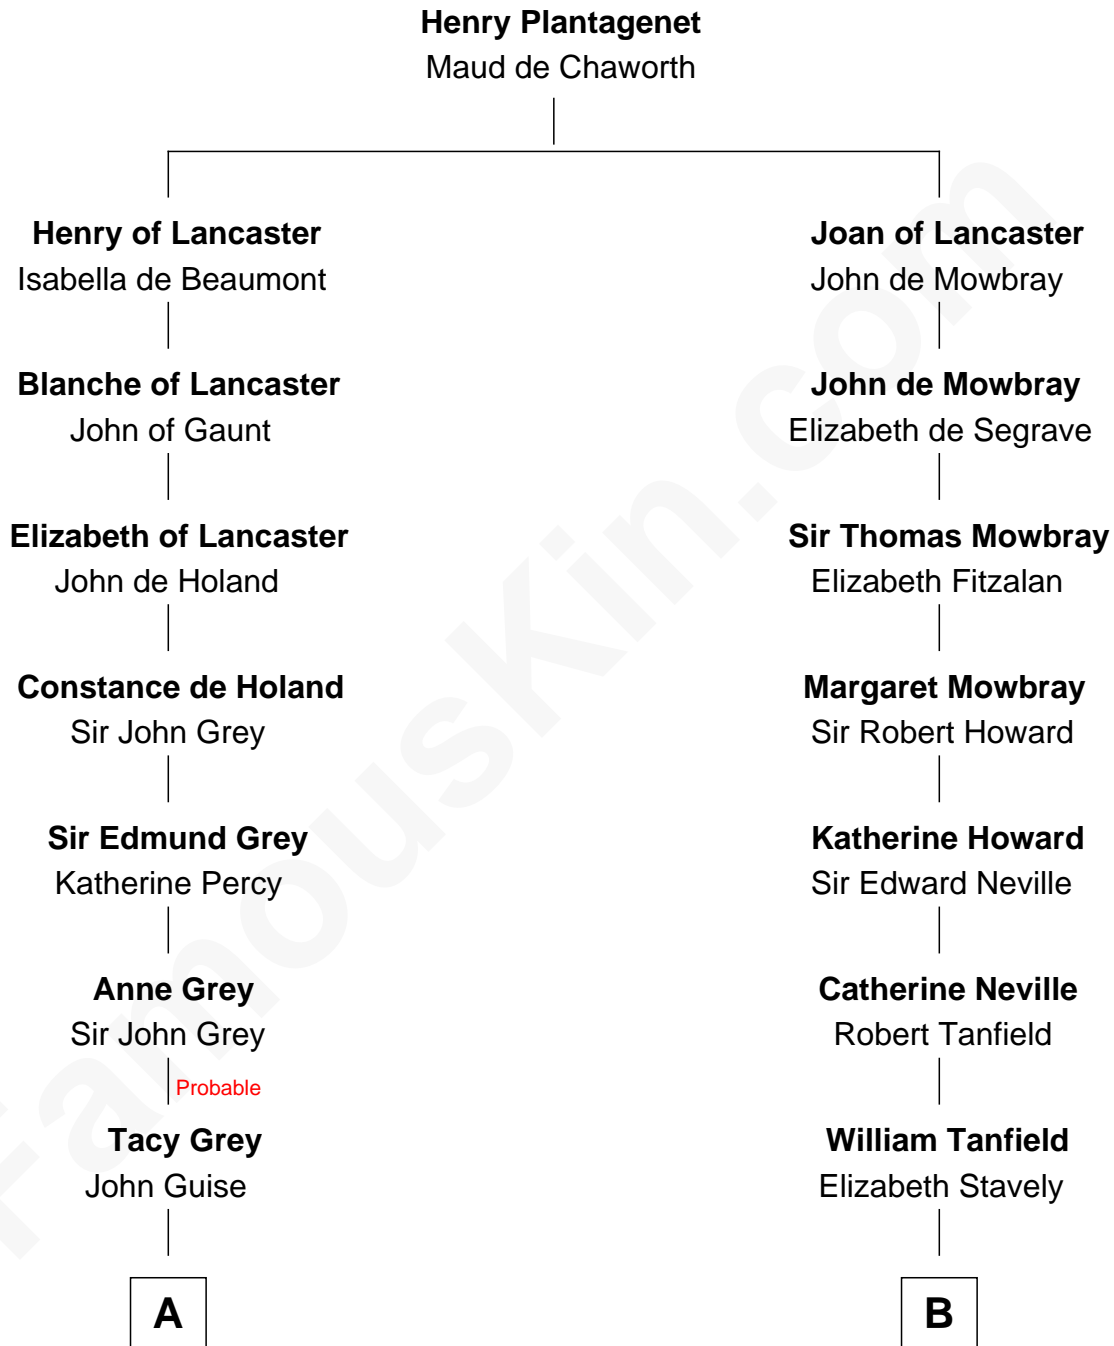 Henry Plantagenet
Maud de Chaworth
Henry of Lancaster
Isabella de Beaumont
Joan of Lancaster
John de Mowbray
Blanche of Lancaster
John of Gaunt
John de Mowbray
Elizabeth de Segrave
Elizabeth of Lancaster
John de Holand
Sir Thomas Mowbray
Elizabeth Fitzalan
Constance de Holand
Sir John Grey
Margaret Mowbray
Sir Robert Howard
Sir Edmund Grey
Katherine Percy
Katherine Howard
Sir Edward Neville
Anne Grey
Sir John Grey
Catherine Neville
Robert Tanfield
Probable
Tacy Grey
John Guise
William Tanfield
Elizabeth Stavely
A
B
FamousKin.com